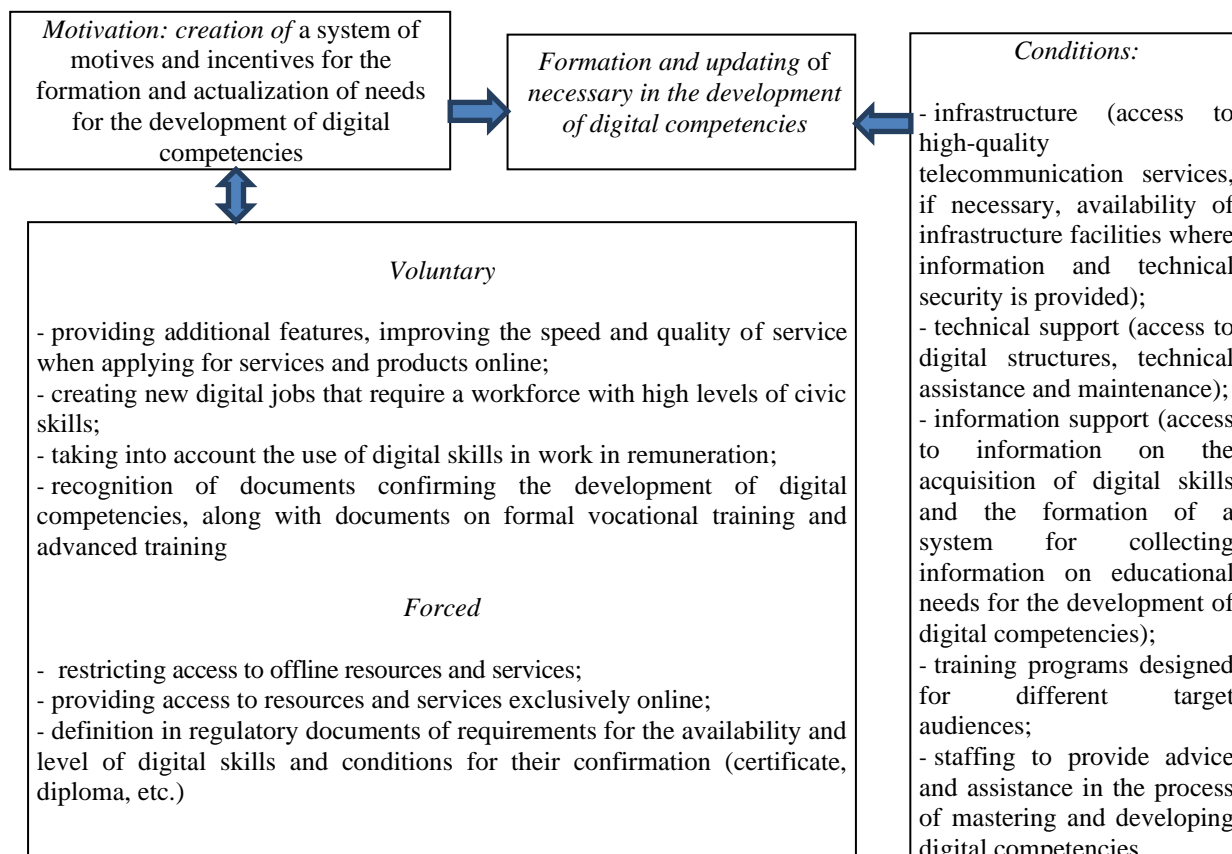 Motivation: creation of a system of
motives and incentives for the
formation and actualization of needs
for the development of digital
competencies
Formation and updating of
necessary in the development
of digital competencies
Conditions:
- infrastructure (access to
high-quality
telecommunication services,
if necessary, availability of
infrastructure facilities where
information and technical
security is provided);
- technical support (access to
digital structures, technical
assistance and maintenance);
- information support (access
to information on the
acquisition of digital skills
and the formation of a
system for collecting
information on educational
needs for the development of
digital competencies);
- training programs designed
for different target
audiences;
- staffing to provide advice
and assistance in the process
of mastering and developing
digital competencies
Voluntary
- providing additional features, improving the speed and quality of service
when applying for services and products online;
- creating new digital jobs that require a workforce with high levels of civic
skills;
- taking into account the use of digital skills in work in remuneration;
- recognition of documents confirming the development of digital
competencies, along with documents on formal vocational training and
advanced training
Forced
- restricting access to offline resources and services;
- providing access to resources and services exclusively online;
- definition in regulatory documents of requirements for the availability and
level of digital skills and conditions for their confirmation (certificate,
diploma, etc.)